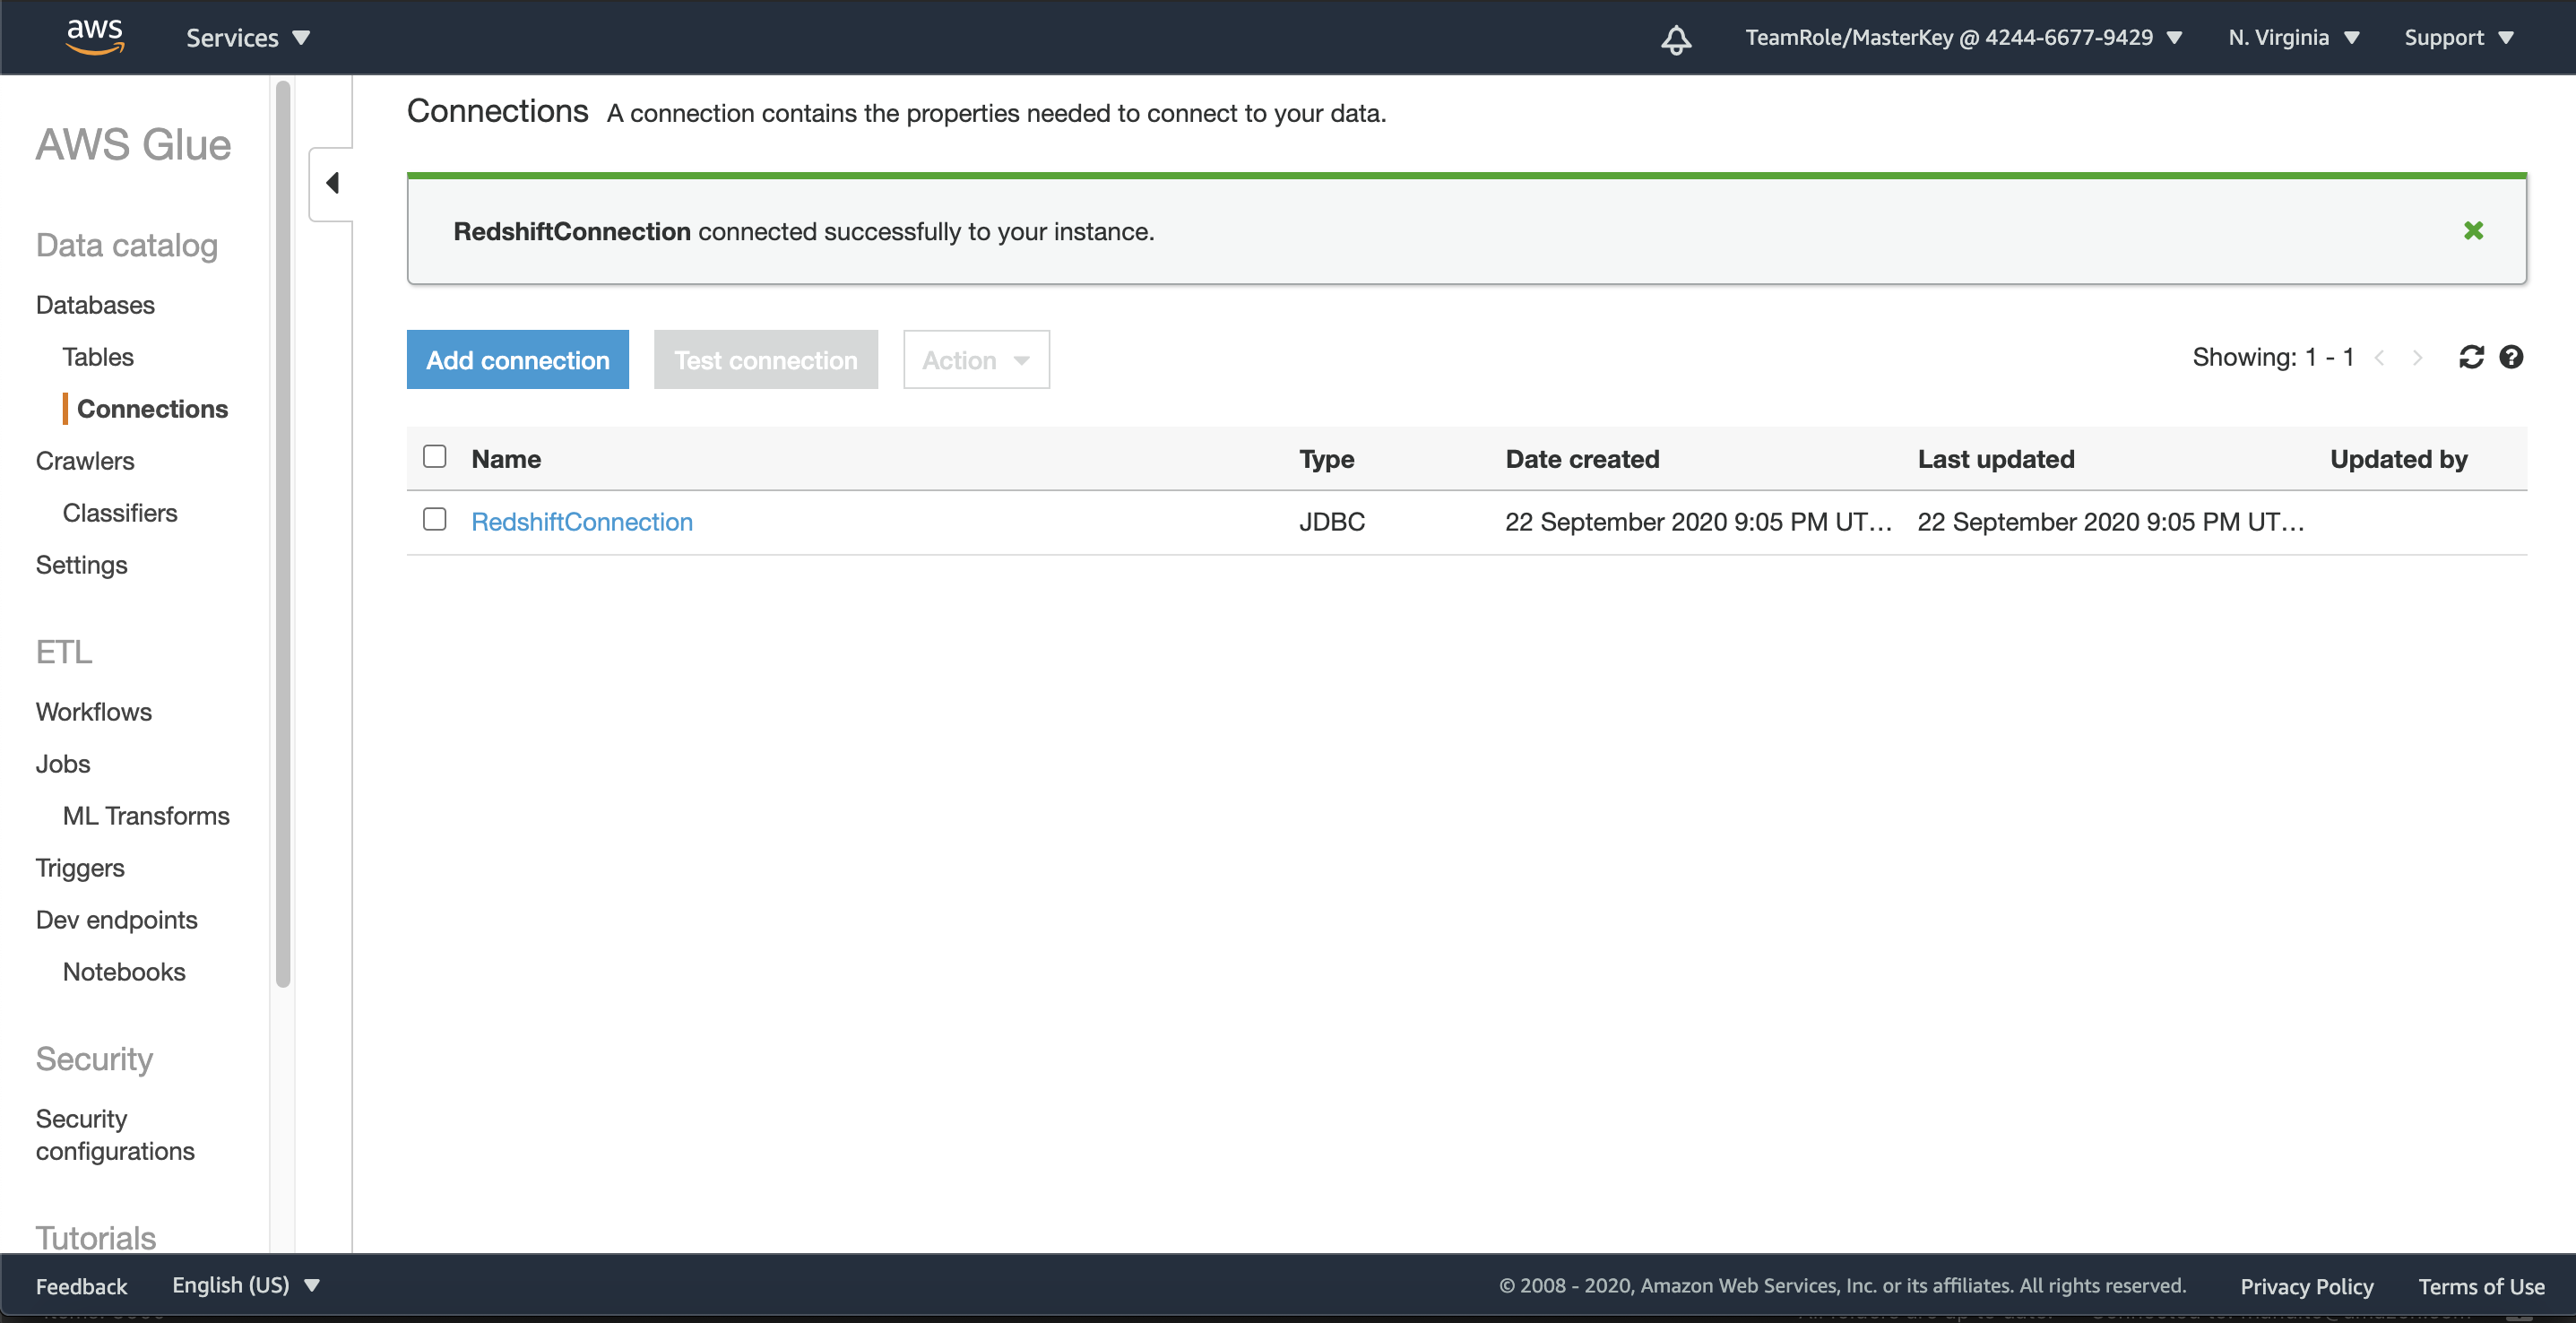 aws
Services
TeamRole/MasterKey @ 4244-6677-9429
N. Virginia
Support
AWS Glue
Data catalog
Databases
Tables
Connections
Crawlers
Classifiers
Settings
ETL
Workflows
Jobs
ML Transforms
Triggers
Dev endpoints
Notebooks
Security
Security
configurations
Tutorials
Connections A connection contains the properties needed to connect to your data.
RedshiftConnection connected successfully to your instance.
Add connection
Test connection
Action
Showing: 1 - 1
Name Type Date created Last updated Updated by
RedshiftConnection JDBC 22 September 2020 9:05 PM UT... 22 September 2020 9:05 PM UT...
Feedback
English (US)
© 2008 - 2020, Amazon Web Services, Inc. or its affiliates. All rights reserved.
Privacy Policy
Terms of Use